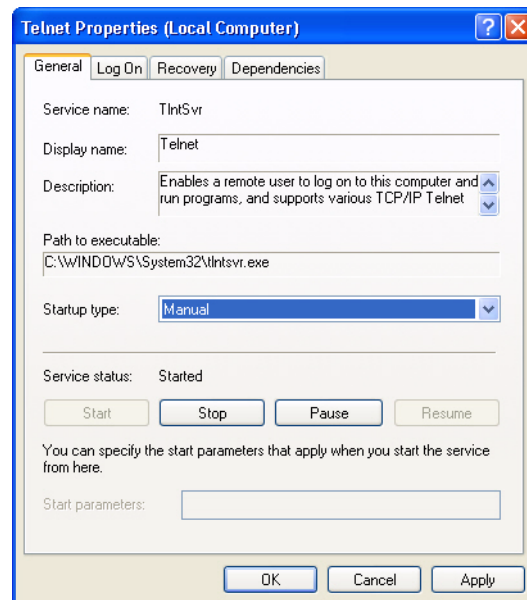 Telnet Properties (Local Computer)
General Log On Recovery Dependencies
Service name: TlntSvr
Display name: Telnet
Description: Enables a remote user to log on to this computer and
run programs, and supports various TCP/IP Telnet
Path to executable:
C:\WINDOWS\System32\tlntsvr.exe
Startup type: Manual
Service status: Started
Start Stop Pause Resume
You can specify the start parameters that apply when you start the service
from here.
Start parameters:
OK Cancel Apply